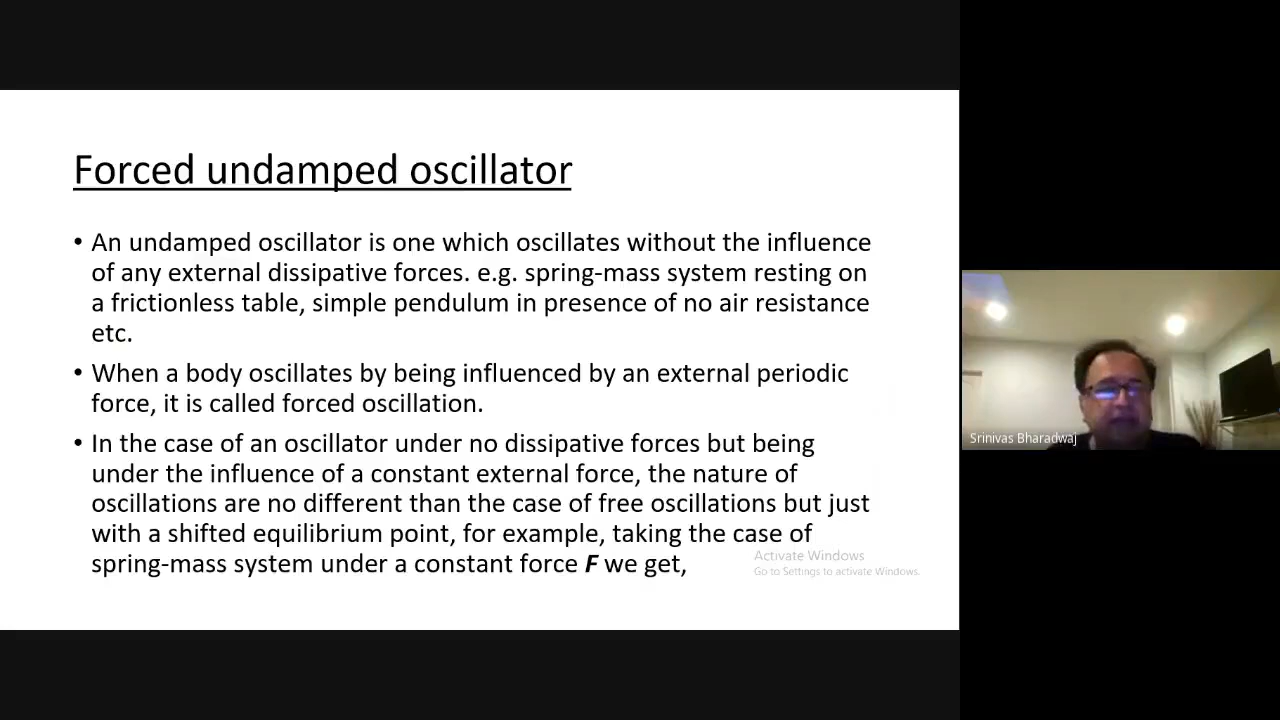 Forced undamped oscillator
• An undamped oscillator is one which oscillates without the influence
of any external dissipative forces. e.g. spring-mass system resting on
a frictionless table, simple pendulum in presence of no air resistance
etc.
• When a body oscillates by being influenced by an external periodic
force, it is called forced oscillation.
• In the case of an oscillator under no dissipative forces but being
under the influence of a constant external force, the nature of
oscillations are no different than the case of free oscillations but just
with a shifted equilibrium point, for example, taking the case of
spring-mass system under a constant force F we get,
Activate Windows
Go to Settings to activate Windows.
Srinivas Bharadwaj